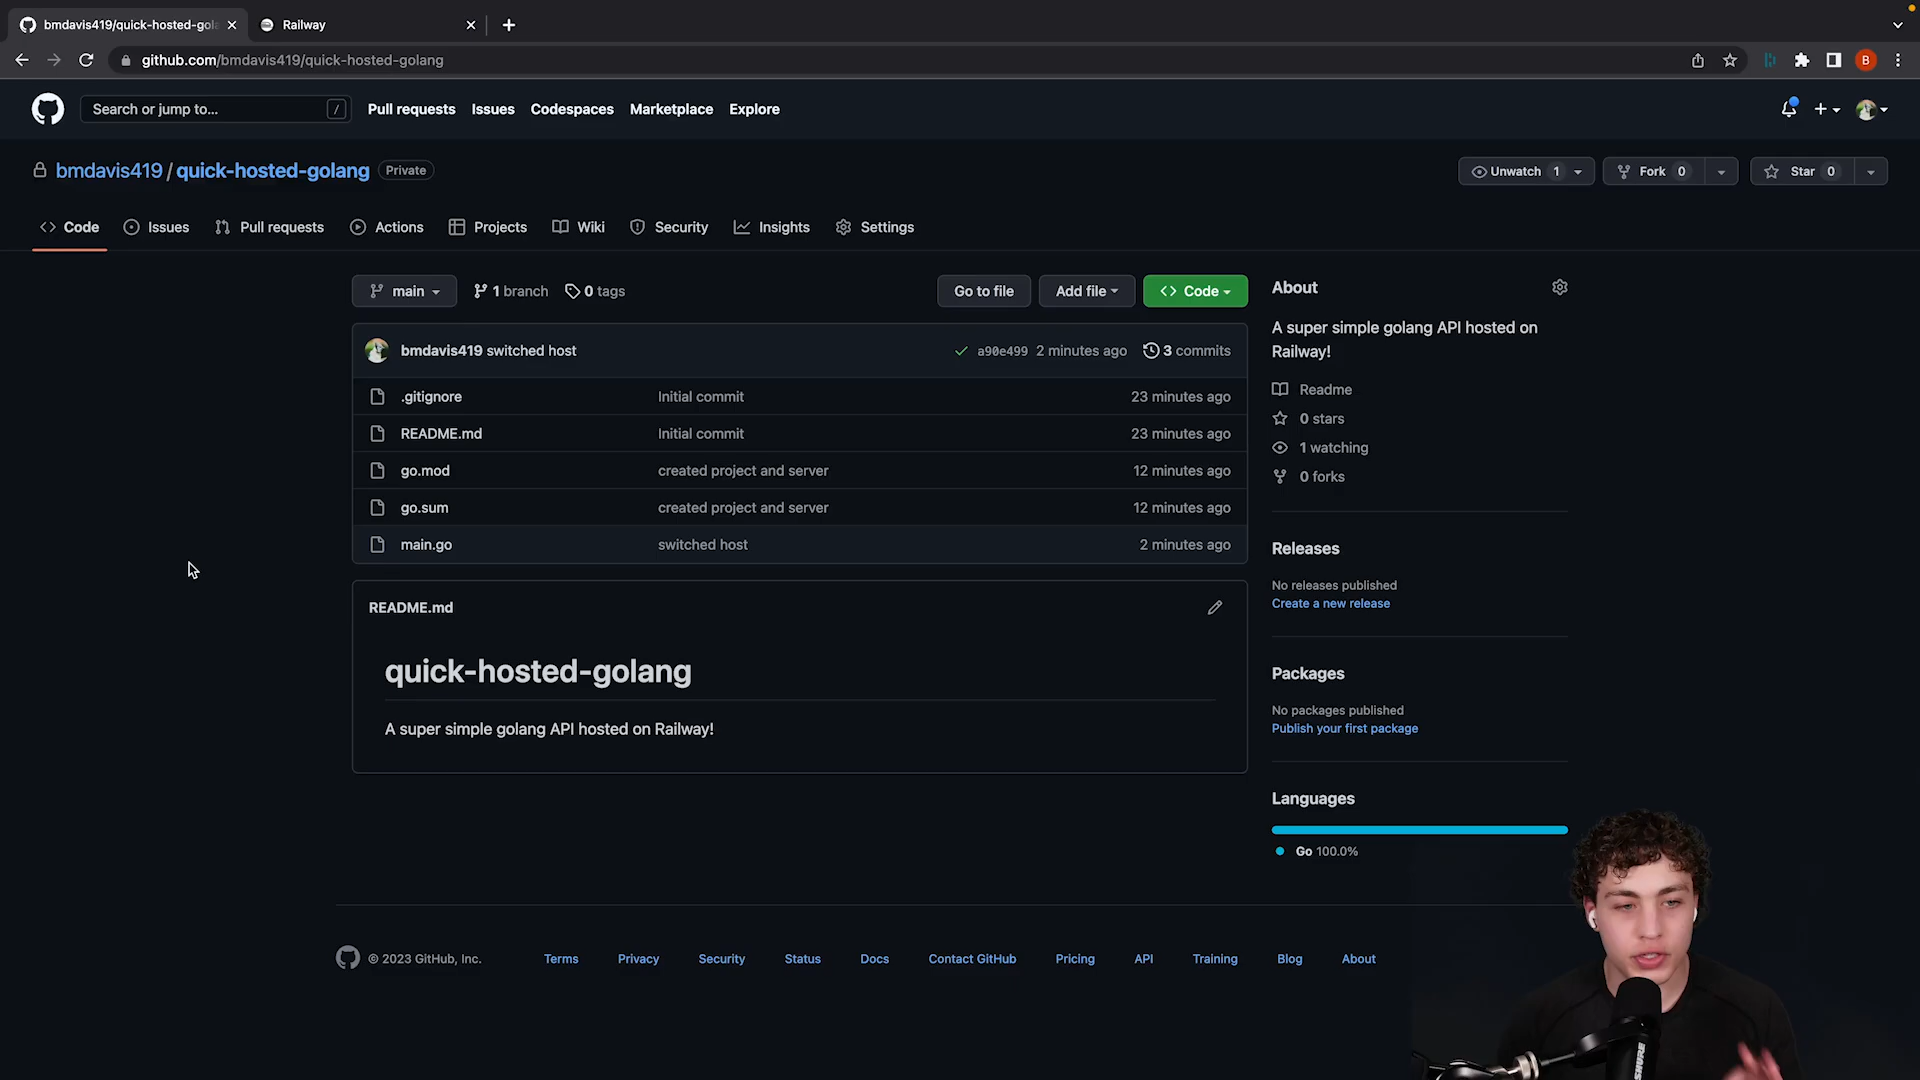 bmdavis419/quick-hosted-gola
Railway
github.com/bmdavis419/quick-hosted-golang
B
Search or jump to...
/
Pull requests
Issues
Codespaces
Marketplace
Explore
bmdavis419 / quick-hosted-golang
Private
Unwatch 1
Fork 0
Star 0
Code
Issues
Pull requests
Actions
Projects
Wiki
Security
Insights
Settings
main
1 branch
0 tags
Go to file
Add file
Code
bmdavis419 switched host
a90e499 2 minutes ago
3 commits
.gitignore
Initial commit
23 minutes ago
README.md
Initial commit
23 minutes ago
go.mod
created project and server
12 minutes ago
go.sum
created project and server
12 minutes ago
main.go
switched host
2 minutes ago
README.md
quick-hosted-golang
A super simple golang API hosted on Railway!
About
A super simple golang API hosted on
Railway!
Readme
0 stars
1 watching
0 forks
Releases
No releases published
Create a new release
Packages
No packages published
Publish your first package
Languages
Go 100.0%
© 2023 GitHub, Inc.
Terms
Privacy
Security
Status
Docs
Contact GitHub
Pricing
API
Training
Blog
About
SHURE